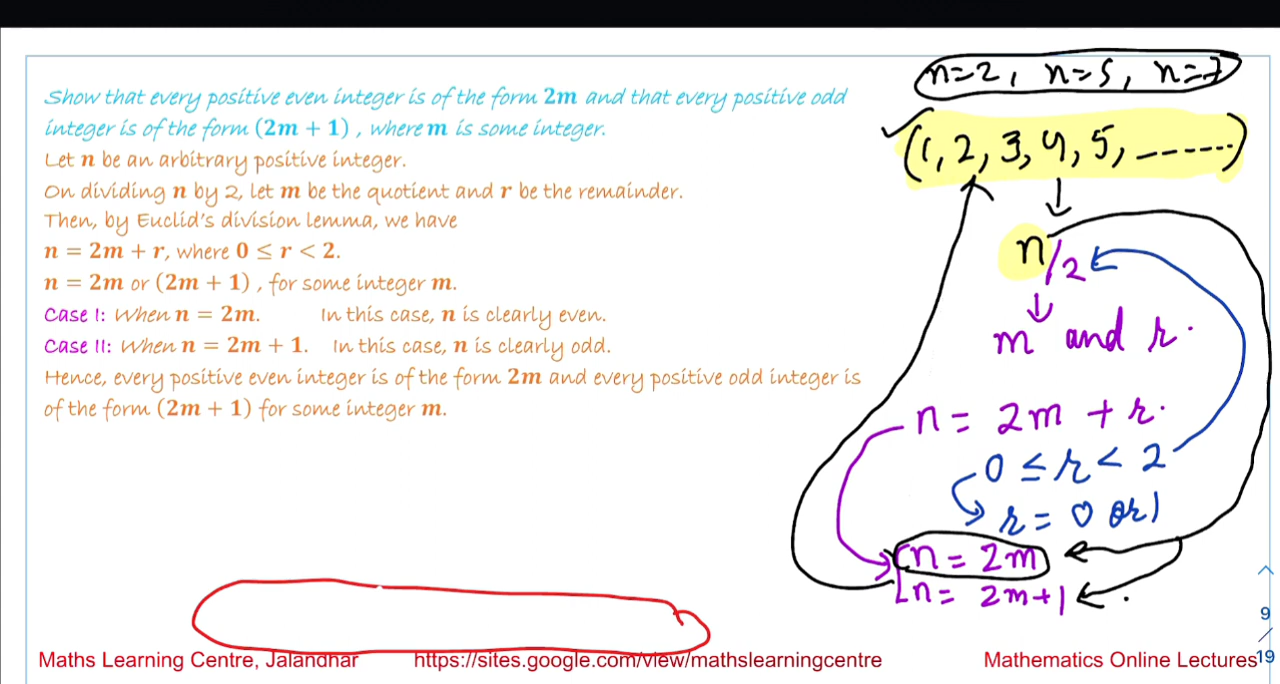 Show that every positive even integer is of the form 2m and that every positive odd
integer is of the form (2m + 1) , where m is some integer.
Let n be an arbitrary positive integer.
On dividing n by 2, let m be the quotient and r be the remainder.
Then, by Euclid's division lemma, we have
n = 2m + r, where 0 ≤ r < 2.
n = 2m or (2m + 1) , for some integer m.
Case I: When n = 2m. In this case, n is clearly even.
Case II: When n = 2m + 1. In this case, n is clearly odd.
Hence, every positive even integer is of the form 2m and every positive odd integer is
of the form (2m + 1) for some integer m.
n=2, n=5, n=7
(1, 2, 3, 4, 5, ------)
n/2
m and r.
n = 2m + r.
0 ≤ r < 2
r = 0 or 1
n = 2m
n = 2m+1
9
/
19
Maths Learning Centre, Jalandhar https://sites.google.com/view/mathslearningcentre Mathematics Online Lectures